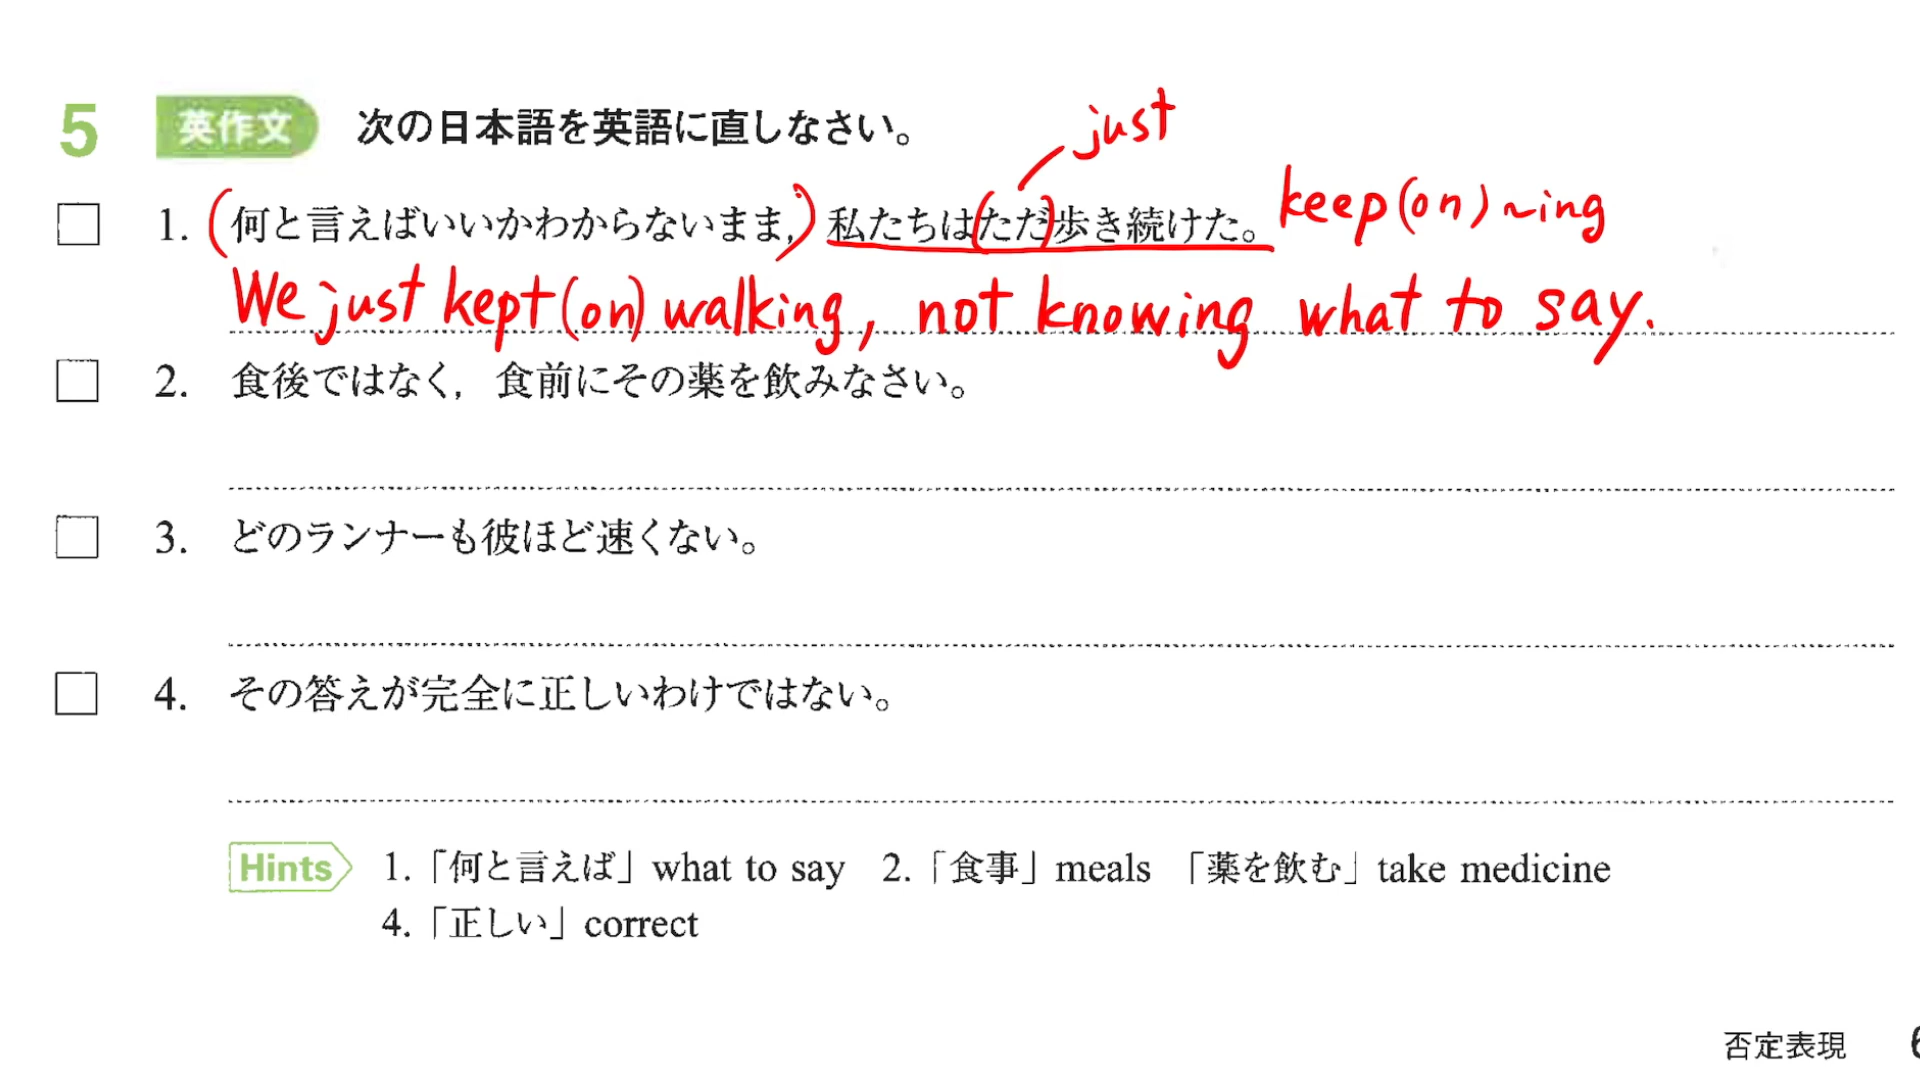 5 英作文 次の日本語を英語に直しなさい。
just
1. (何と言えばいいかわからないまま,) 私たちは(ただ)歩き続けた。 keep(on)~ing
We just kept(on) walking, not knowing what to say.
2. 食後ではなく，食前にその薬を飲みなさい。
3. どのランナーも彼ほど速くない。
4. その答えが完全に正しいわけではない。
Hints 1.「何と言えば」what to say 2.「食事」meals 「薬を飲む」take medicine
4.「正しい」correct
否定表現